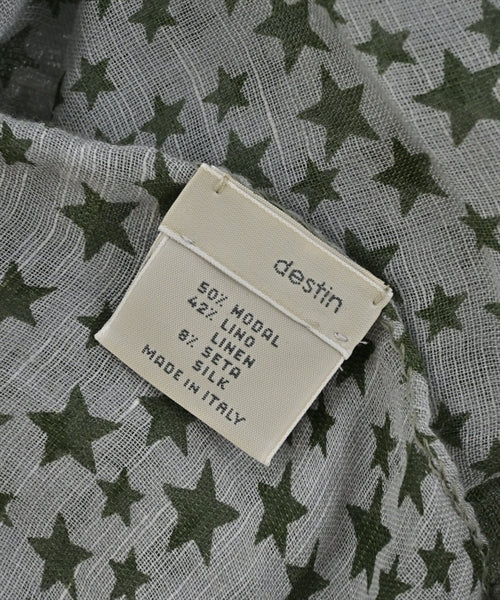 destin
50% MODAL
42% LINO
LINEN
8% SETA
SILK
MADE IN ITALY